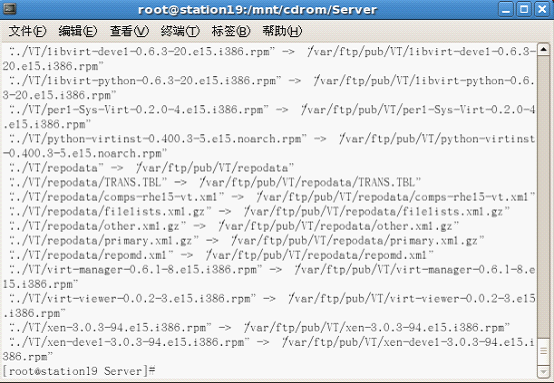 root@station19:/mnt/cdrom/Server
文件(F) 编辑(E) 查看(V) 终端(T) 标签(B) 帮助(H)
“./VT/libvirt-devel-0.6.3-20.el5.i386.rpm” -> “/var/ftp/pub/VT/libvirt-devel-0.6.3-
20.el5.i386.rpm”
“./VT/libvirt-python-0.6.3-20.el5.i386.rpm” -> “/var/ftp/pub/VT/libvirt-python-0.6.
3-20.el5.i386.rpm”
“./VT/perl-Sys-Virt-0.2.0-4.el5.i386.rpm” -> “/var/ftp/pub/VT/perl-Sys-Virt-0.2.0-4
.el5.i386.rpm”
“./VT/python-virtinst-0.400.3-5.el5.noarch.rpm” -> “/var/ftp/pub/VT/python-virtinst
-0.400.3-5.el5.noarch.rpm”
“./VT/repodata” -> “/var/ftp/pub/VT/repodata”
“./VT/repodata/TRANS.TBL” -> “/var/ftp/pub/VT/repodata/TRANS.TBL”
“./VT/repodata/comps-rhel5-vt.xml” -> “/var/ftp/pub/VT/repodata/comps-rhel5-vt.xml”
“./VT/repodata/filelists.xml.gz” -> “/var/ftp/pub/VT/repodata/filelists.xml.gz”
“./VT/repodata/other.xml.gz” -> “/var/ftp/pub/VT/repodata/other.xml.gz”
“./VT/repodata/primary.xml.gz” -> “/var/ftp/pub/VT/repodata/primary.xml.gz”
“./VT/repodata/repomd.xml” -> “/var/ftp/pub/VT/repodata/repomd.xml”
“./VT/virt-manager-0.6.1-8.el5.i386.rpm” -> “/var/ftp/pub/VT/virt-manager-0.6.1-8.e
l5.i386.rpm”
“./VT/virt-viewer-0.0.2-3.el5.i386.rpm” -> “/var/ftp/pub/VT/virt-viewer-0.0.2-3.el5
.i386.rpm”
“./VT/xen-3.0.3-94.el5.i386.rpm” -> “/var/ftp/pub/VT/xen-3.0.3-94.el5.i386.rpm”
“./VT/xen-devel-3.0.3-94.el5.i386.rpm” -> “/var/ftp/pub/VT/xen-devel-3.0.3-94.el5.i
386.rpm”
[root@station19 Server]#